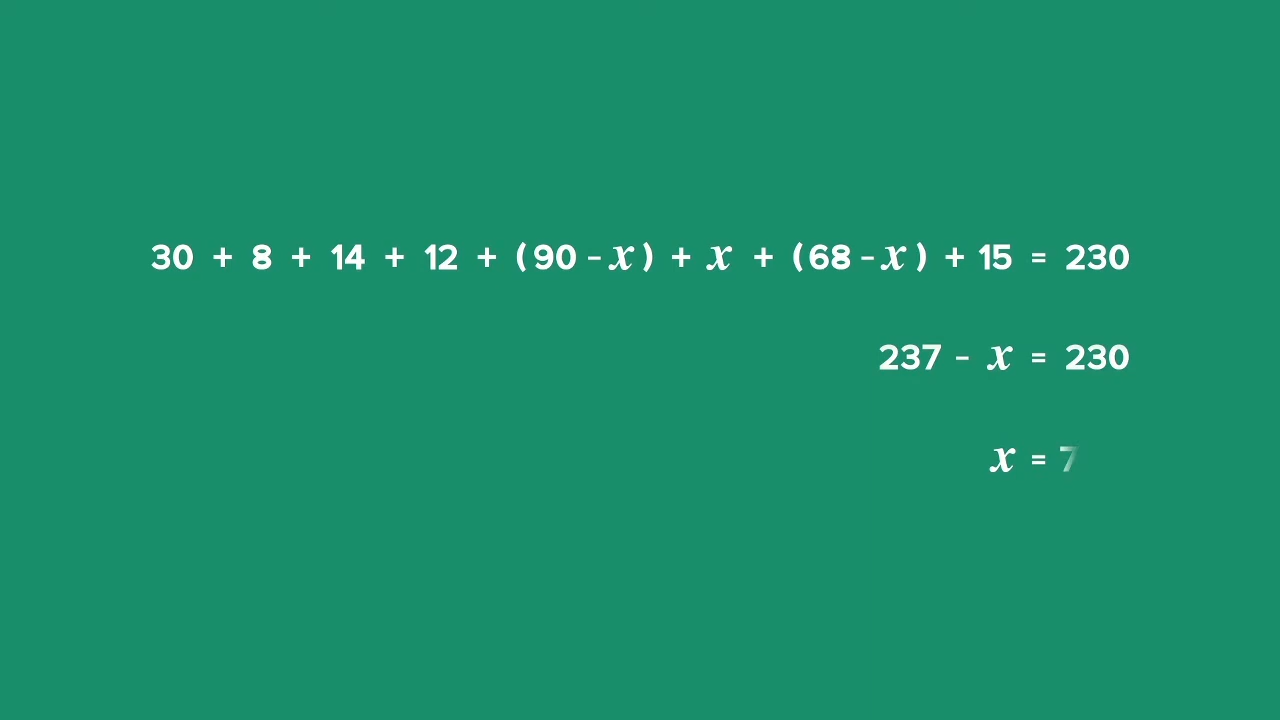 30 + 8 + 14 + 12 + (90 - x) + x + (68 - x) + 15 = 230
237 - x = 230
x = 7